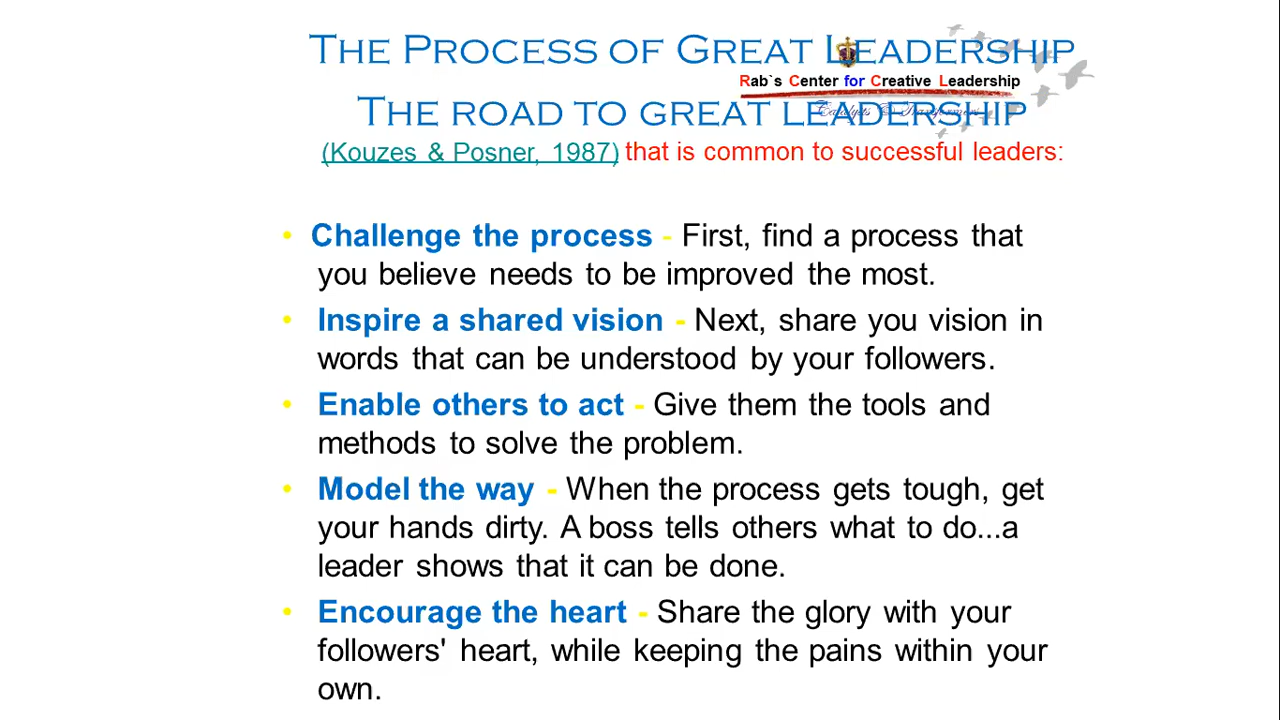 The Process of Great Leadership
Rab`s Center for Creative Leadership
The road to great leadership
Catalysts & Transformers
(Kouzes & Posner, 1987) that is common to successful leaders:
• Challenge the process - First, find a process that
you believe needs to be improved the most.
• Inspire a shared vision - Next, share you vision in
words that can be understood by your followers.
• Enable others to act - Give them the tools and
methods to solve the problem.
• Model the way - When the process gets tough, get
your hands dirty. A boss tells others what to do...a
leader shows that it can be done.
• Encourage the heart - Share the glory with your
followers' heart, while keeping the pains within your
own.